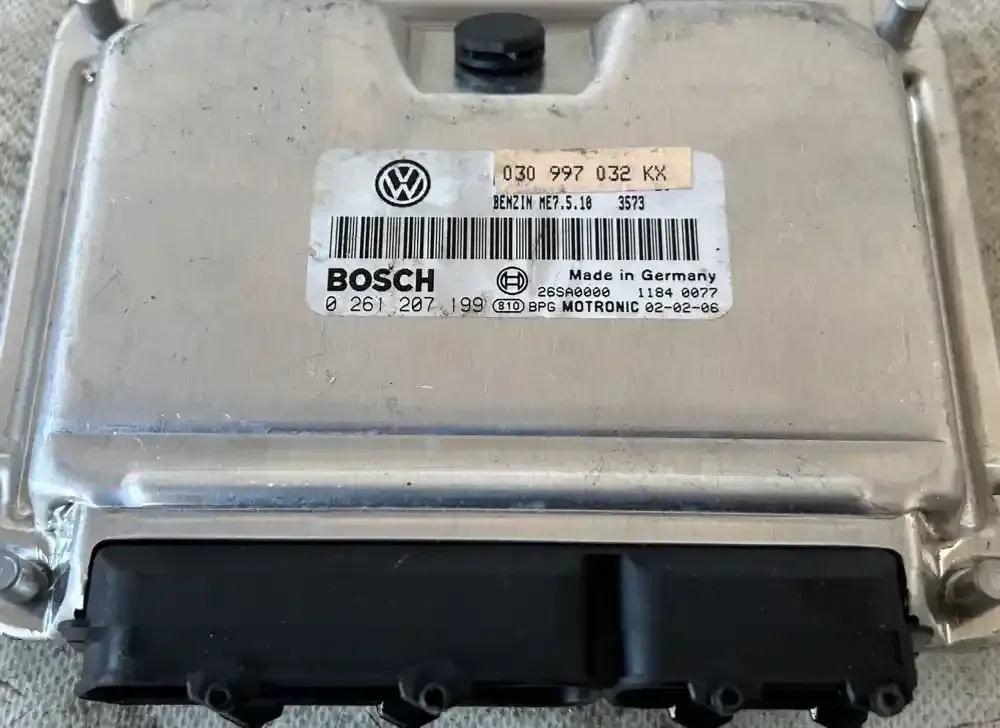 030 997 032 KX
BENZIN ME7.5.10 3573
BOSCH Made in Germany
26SA0000 1184 0077
0 261 207 199 810 BPG MOTRONIC 02-02-06